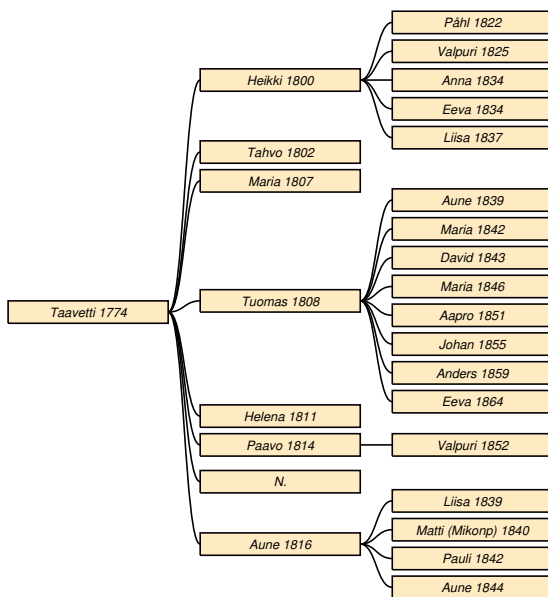 Taavetti 1774
Heikki 1800
Påhl 1822
Valpuri 1825
Anna 1834
Eeva 1834
Liisa 1837
Tahvo 1802
Maria 1807
Tuomas 1808
Aune 1839
Maria 1842
David 1843
Maria 1846
Aapro 1851
Johan 1855
Anders 1859
Eeva 1864
Helena 1811
Paavo 1814
Valpuri 1852
N.
Aune 1816
Liisa 1839
Matti (Mikonp) 1840
Pauli 1842
Aune 1844